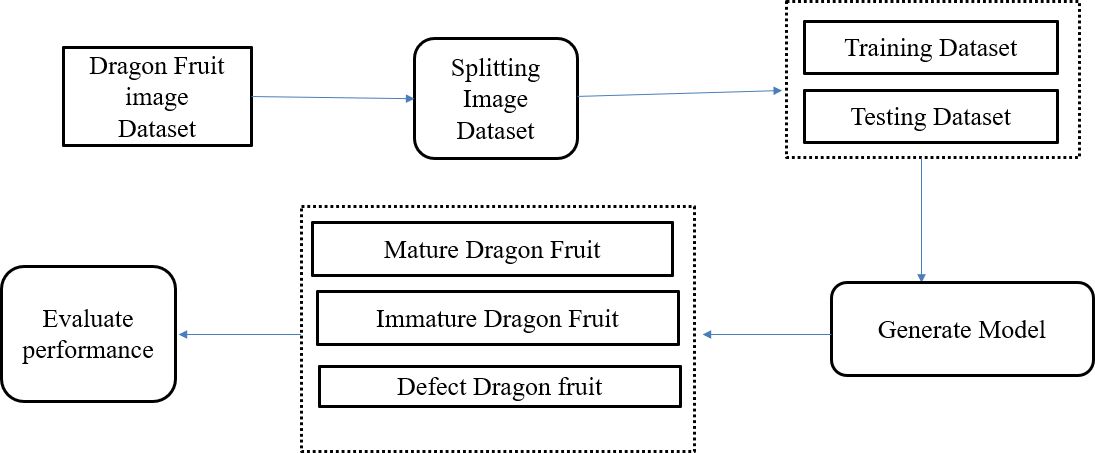 Dragon Fruit
image
Dataset
Splitting
Image
Dataset
Training Dataset
Testing Dataset
Generate Model
Mature Dragon Fruit
Immature Dragon Fruit
Defect Dragon fruit
Evaluate
performance